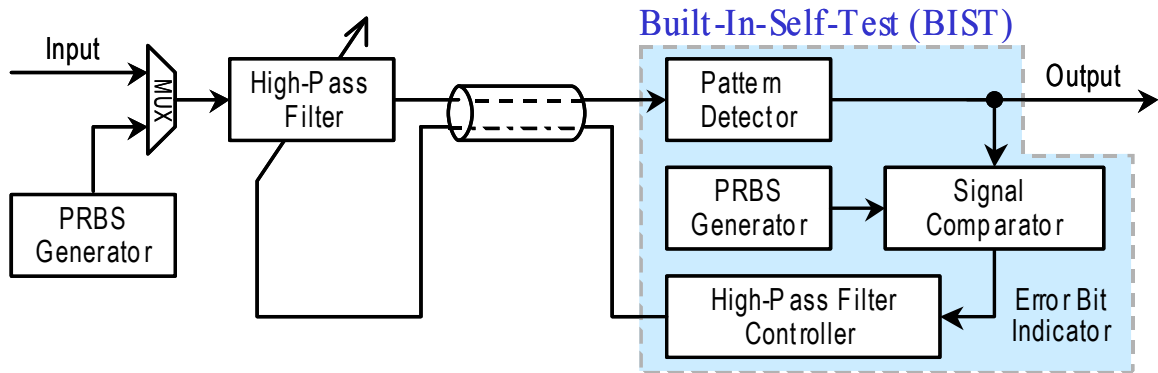 Built-In-Self-Test (BIST)
Input
MUX
High-Pass
Filter
Pattern
Detector
Output
PRBS
Generator
PRBS
Generator
Signal
Comparator
High-Pass Filter
Controller
Error Bit
Indicator